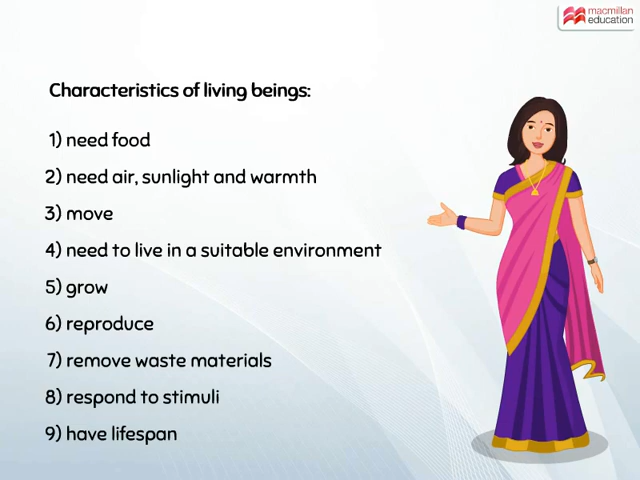 macmillan
education
Characteristics of living beings:
1) need food
2) need air, sunlight and warmth
3) move
4) need to live in a suitable environment
5) grow
6) reproduce
7) remove waste materials
8) respond to stimuli
9) have lifespan